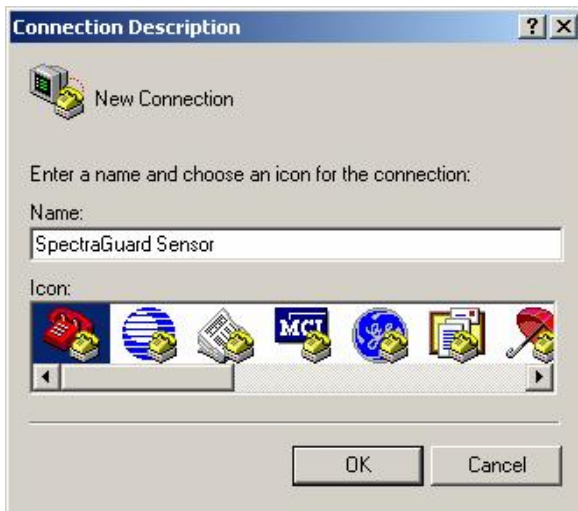 Connection Description
New Connection
Enter a name and choose an icon for the connection:
Name:
SpectraGuard Sensor
Icon:
MCI
OK Cancel